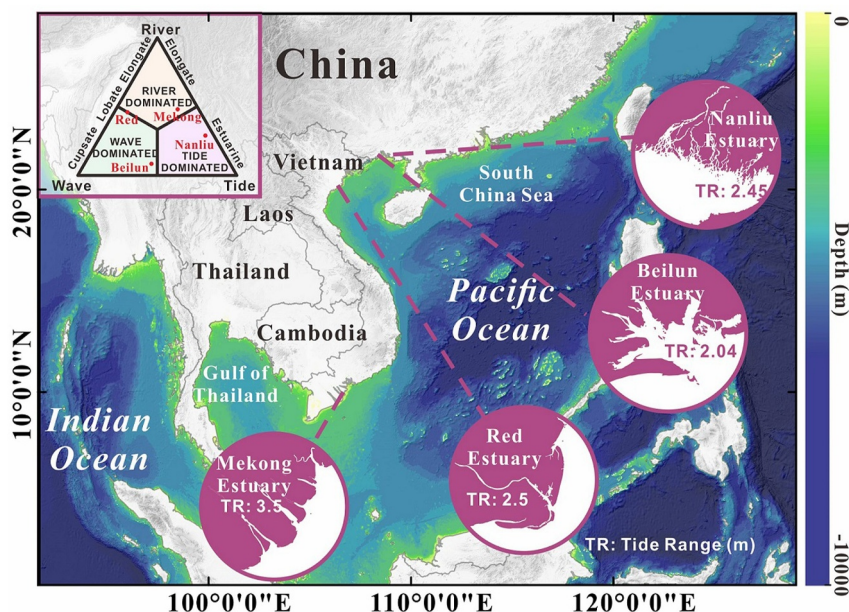 River
Cupsate Lobate Elongate
Elongate
Estuarine
RIVER
DOMINATED
Red
Mekong
WAVE
DOMINATED
Beilun
Nanliu
TIDE
DOMINATED
Wave
Tide
China
Vietnam
Laos
Thailand
Cambodia
Gulf of
Thailand
South
China Sea
Pacific
Ocean
Indian
Ocean
Nanliu
Estuary
TR: 2.45
Beilun
Estuary
TR: 2.04
Red
Estuary
TR: 2.5
Mekong
Estuary
TR: 3.5
TR: Tide Range (m)
20°0'0"N
10°0'0"N
100°0'0"E
110°0'0"E
120°0'0"E
0
Depth (m)
-10000